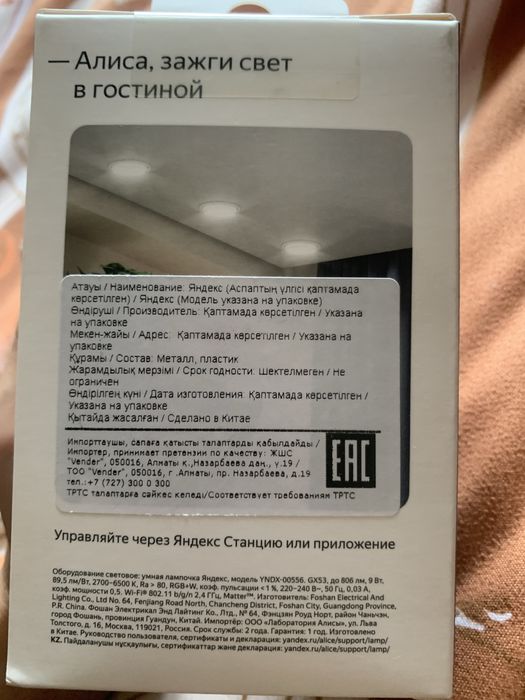 — Алиса, зажги свет
в гостиной
Атауы / Наименование: Яндекс (Аспаптың үлгісі қаптамада
көрсетілген) / Яндекс (Модель указана на упаковке)
Өндіруші / Производитель: Қаптамада көрсетілген / Указана
на упаковке
Мекен-жайы / Адрес: Қаптамада көрсетілген / Указана на
упаковке
Құрамы / Состав: Металл, пластик
Жарамдылық мерзімі / Срок годности: Шектелмеген / Не
ограничен
Өндірілген күні / Дата изготовления: Қаптамада көрсетілген /
Указана на упаковке
Қытайда жасалған / Сделано в Китае
Импорттаушы, сапаға қатысты талаптарды қабылдайды /
Импортер, принимает претензии по качеству: ЖШС
"Vender", 050016, Алматы к.,Назарбаева даң., ү.19 /
ТОО "Vender", 050016, г. Алматы, пр. Назарбаева, д.19
тел.:+7 (727) 300 0 300
ТРТС талаптарға сәйкес келеді/Соответствует требованиям ТРТС
EAC
Управляйте через Яндекс Станцию или приложение
Оборудование световое: умная лампочка Яндекс, модель YNDX-00556, GX53, до 806 лм, 9 Вт,
89,5 лм/Вт, 2700–6500 K, Ra > 80, RGB+W, коэф. пульсации < 1 %, 220–240 В~, 50 Гц, 0,03 А,
коэф. мощности 0,5, Wi-Fi® 802.11 b/g/n 2,4 ГГц, Matter™. Изготовитель: Foshan Electrical And
Lighting Co., Ltd No. 64, Fenjiang Road North, Chancheng District, Foshan City, Guangdong Province,
P.R. China. Фошан Электрикал Энд Лайтинг Ко., Лтд., № 64, Фэнцзян Роуд Норт, район Чаньчэн,
город Фошань, провинция Гуандун, Китай. Импортёр: ООО «Лаборатория Алисы», ул. Льва
Толстого, д. 16, Москва, 119021, Россия. Срок службы: 2 года. Гарантия: 1 год. Изготовлено
в Китае. Руководство пользователя, сертификаты и декларации: yandex.ru/alice/support/lamp/
KZ. Пайдаланушы нұсқаулығы, сертификаттар және декларациялар: yandex.ru/alice/support/lamp/